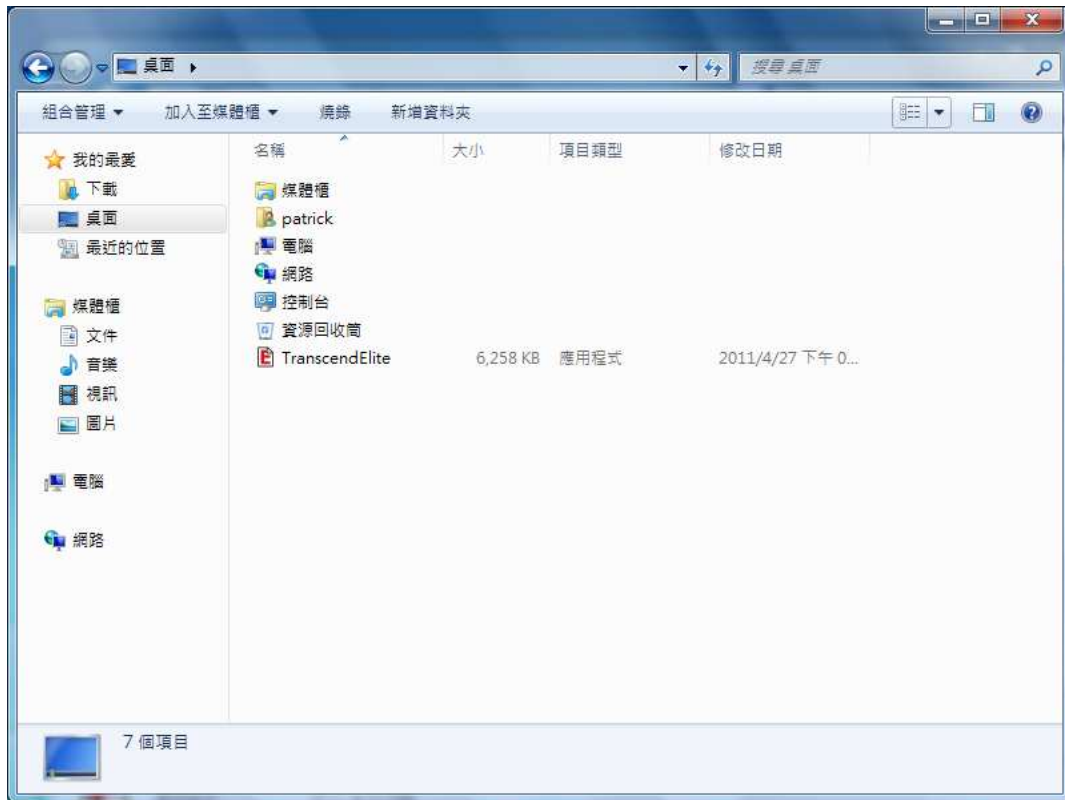 桌面
搜尋 桌面
組合管理 加入至媒體櫃 燒錄 新增資料夾
名稱 大小 項目類型 修改日期
我的最愛
下載
桌面
最近的位置
媒體櫃
文件
音樂
視訊
圖片
電腦
網路
媒體櫃
patrick
電腦
網路
控制台
資源回收筒
TranscendElite 6,258 KB 應用程式 2011/4/27 下午 0...
7 個項目